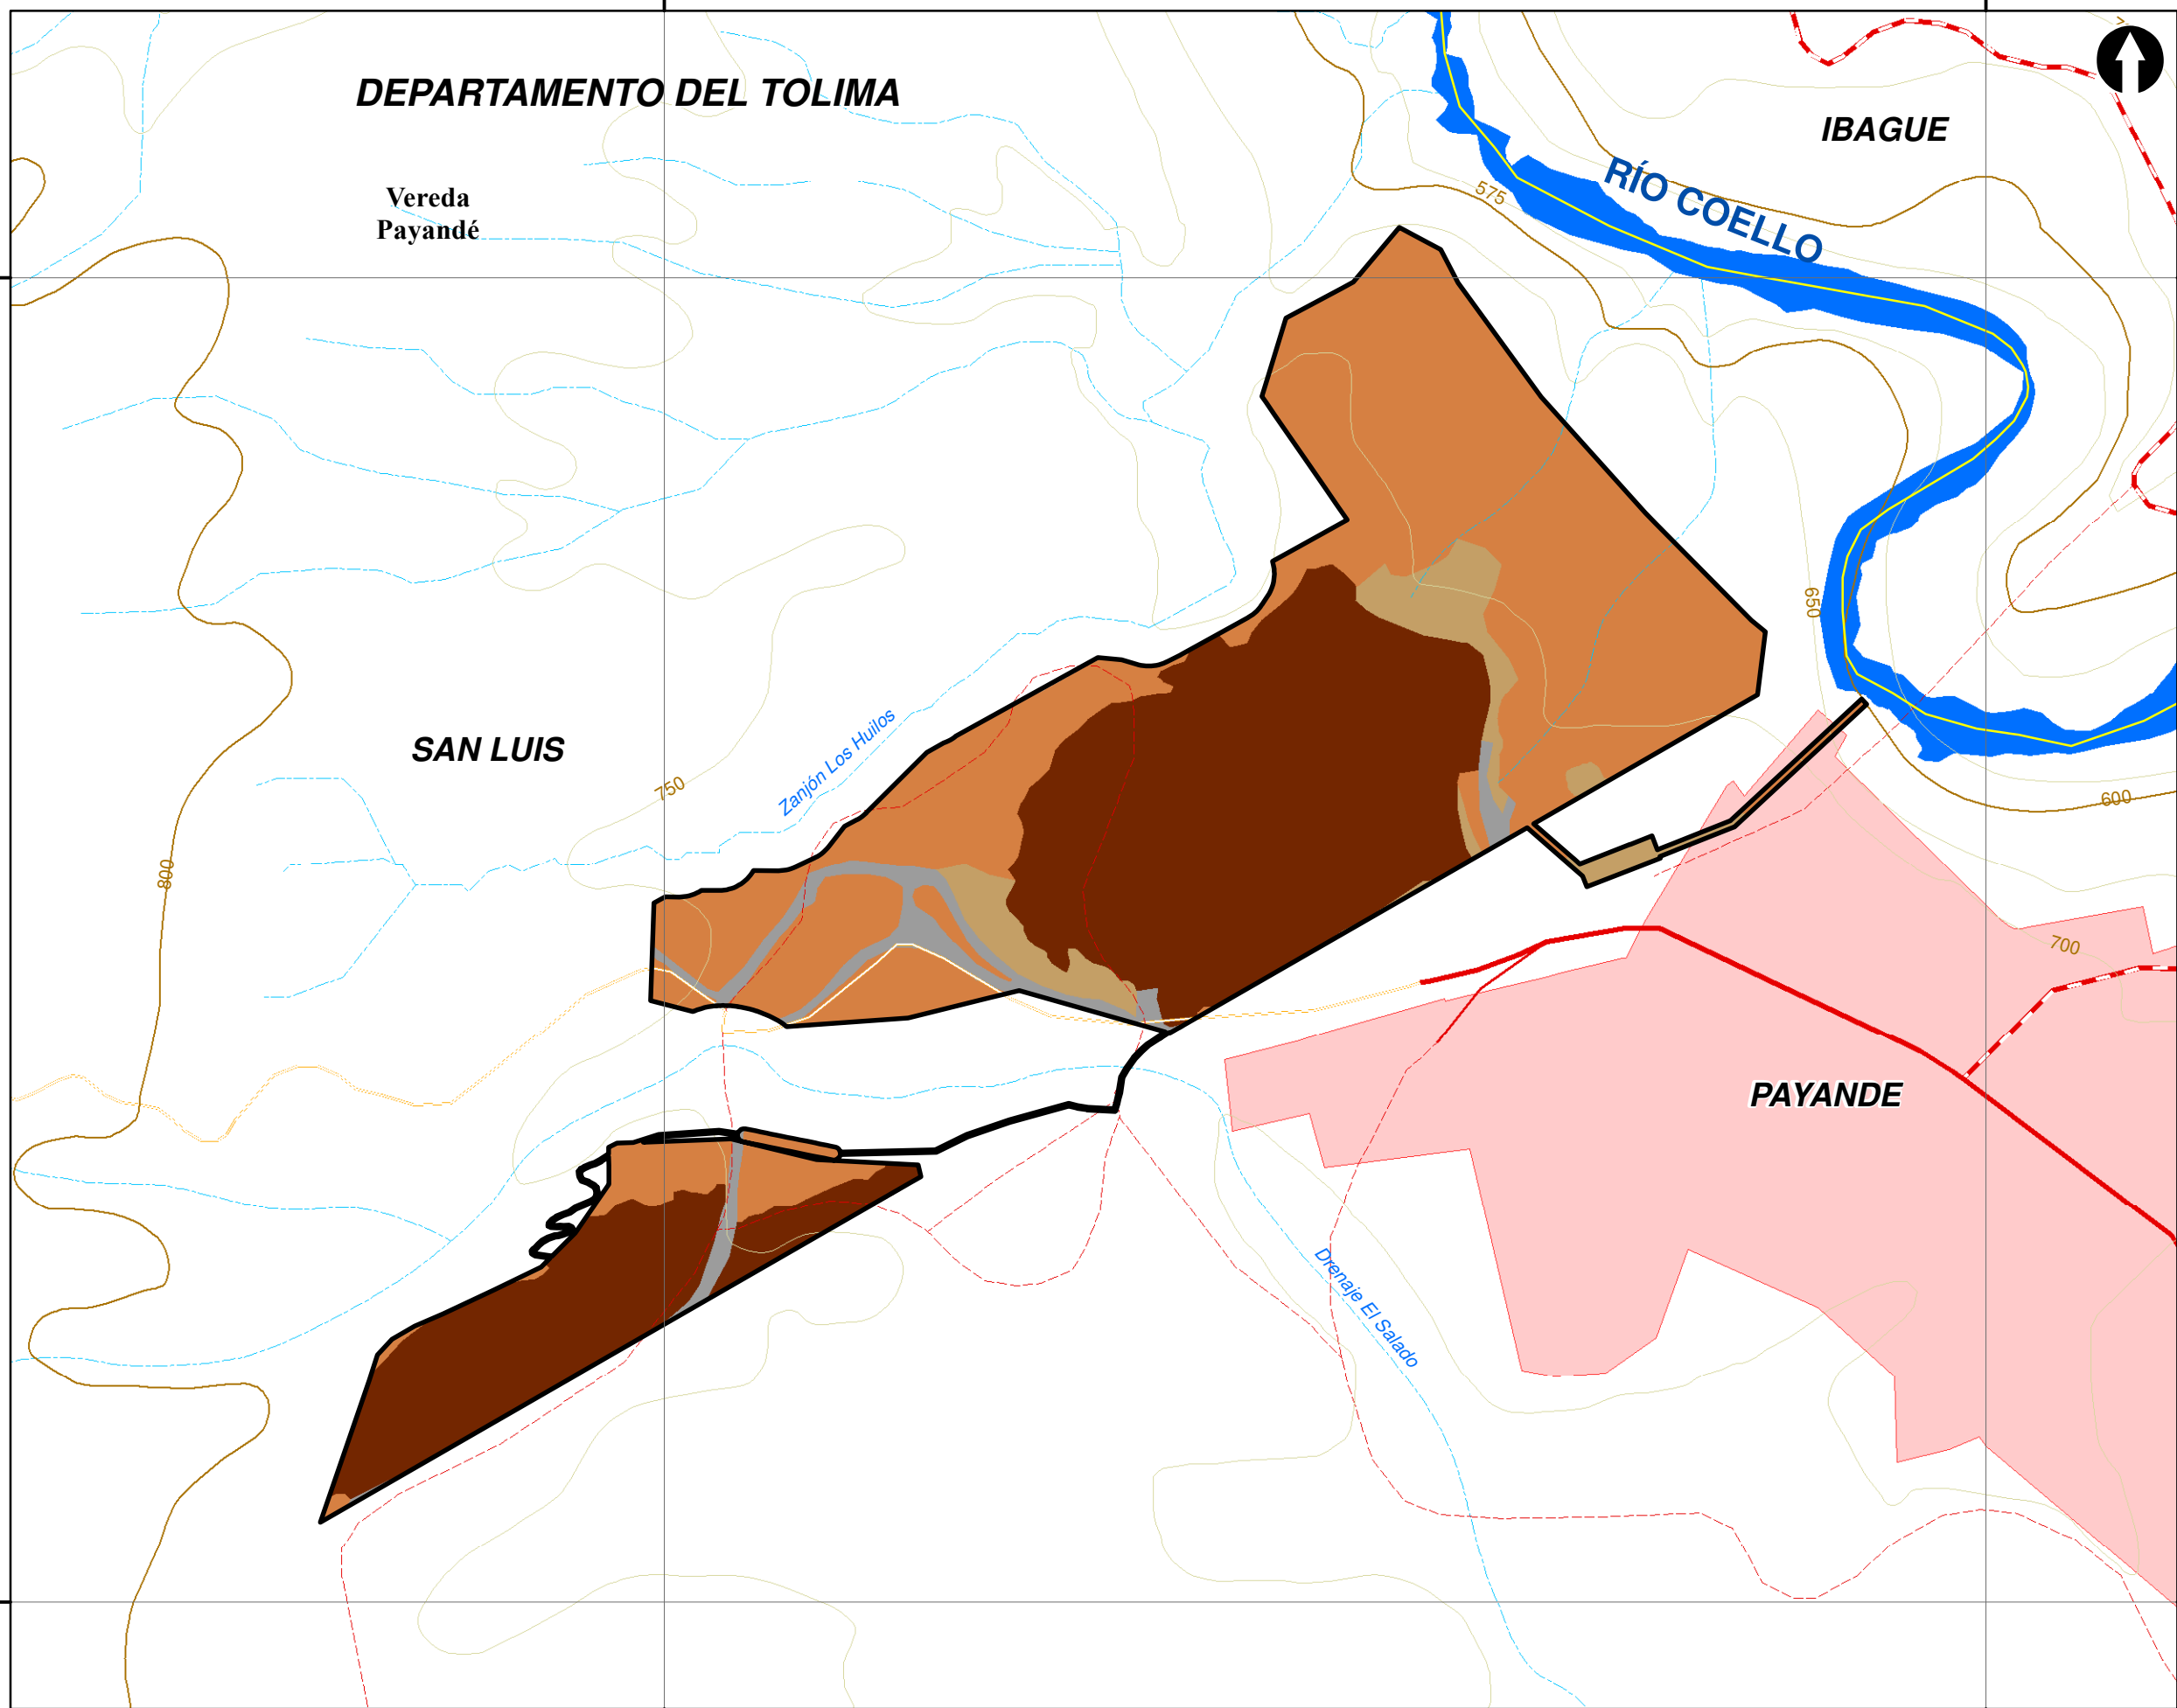 DEPARTAMENTO DEL TOLIMA
IBAGUE
Vereda
Payandé
RÍO COELLO
575
650
SAN LUIS
Zanjón Los Huilos
750
600
800
700
PAYANDE
Drenaje El Salado